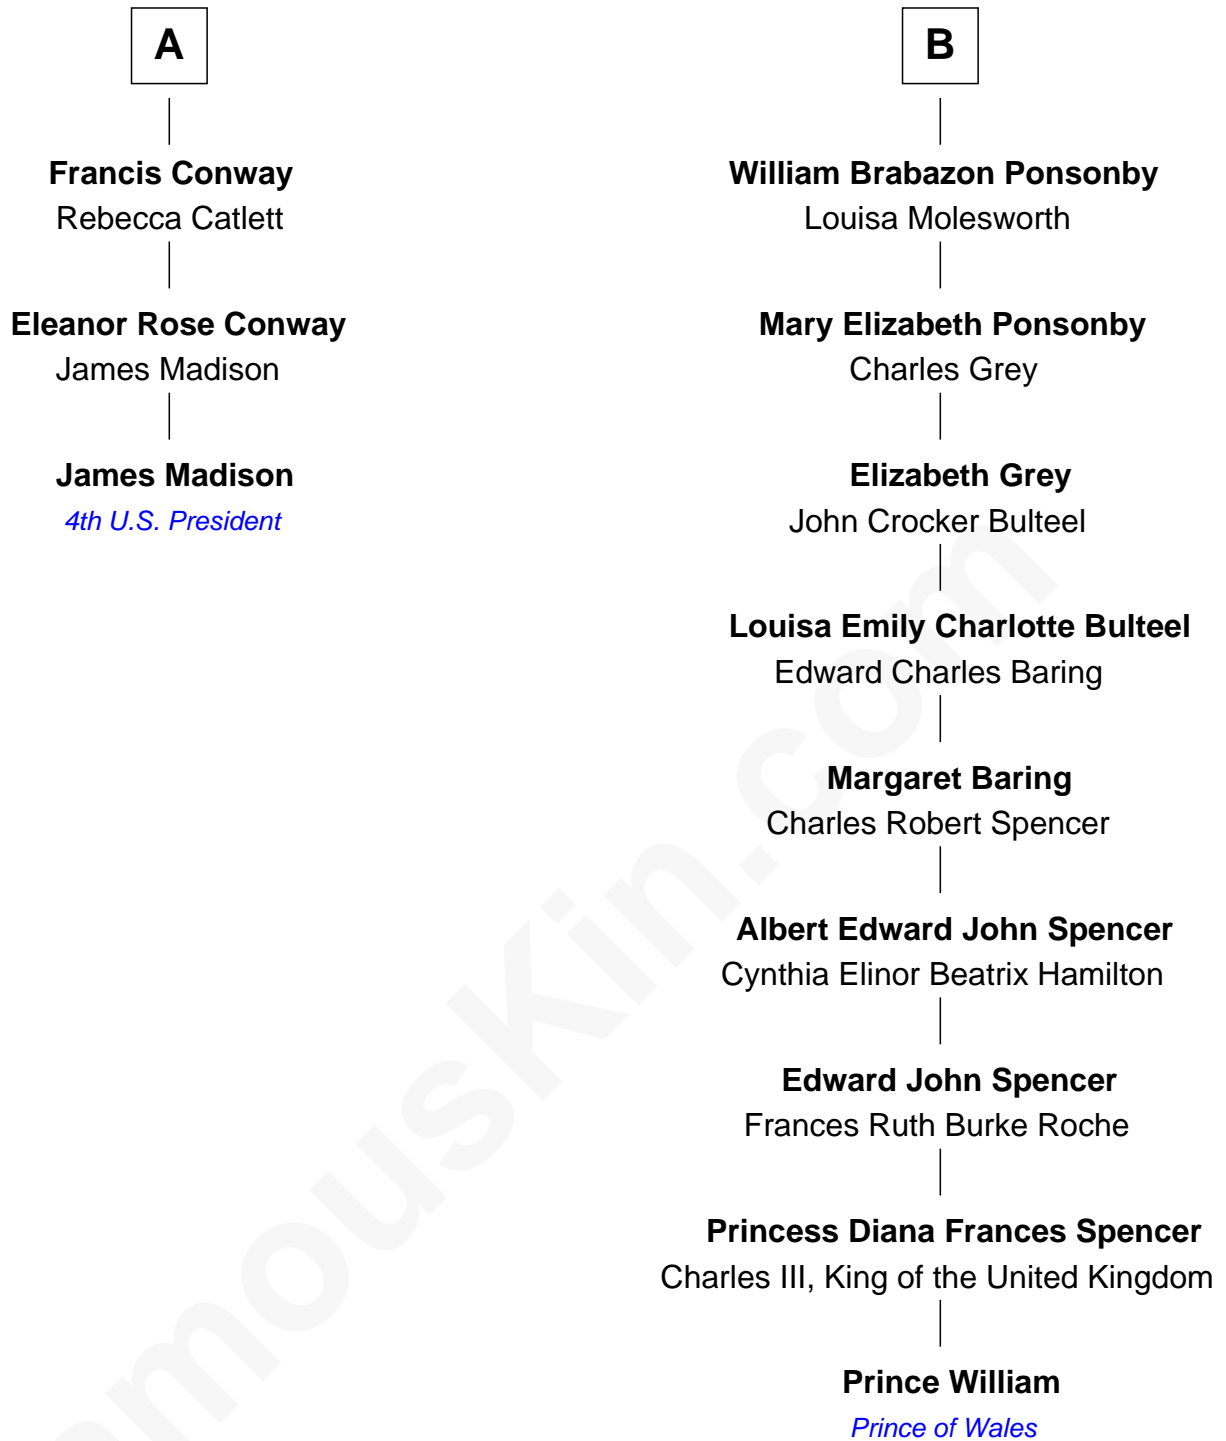 A
Francis Conway
Rebecca Catlett
Eleanor Rose Conway
James Madison
James Madison
4th U.S. President
B
William Brabazon Ponsonby
Louisa Molesworth
Mary Elizabeth Ponsonby
Charles Grey
Elizabeth Grey
John Crocker Bulteel
Louisa Emily Charlotte Bulteel
Edward Charles Baring
Margaret Baring
Charles Robert Spencer
Albert Edward John Spencer
Cynthia Elinor Beatrix Hamilton
Edward John Spencer
Frances Ruth Burke Roche
Princess Diana Frances Spencer
Charles III, King of the United Kingdom
Prince William
Prince of Wales
amouskin.com